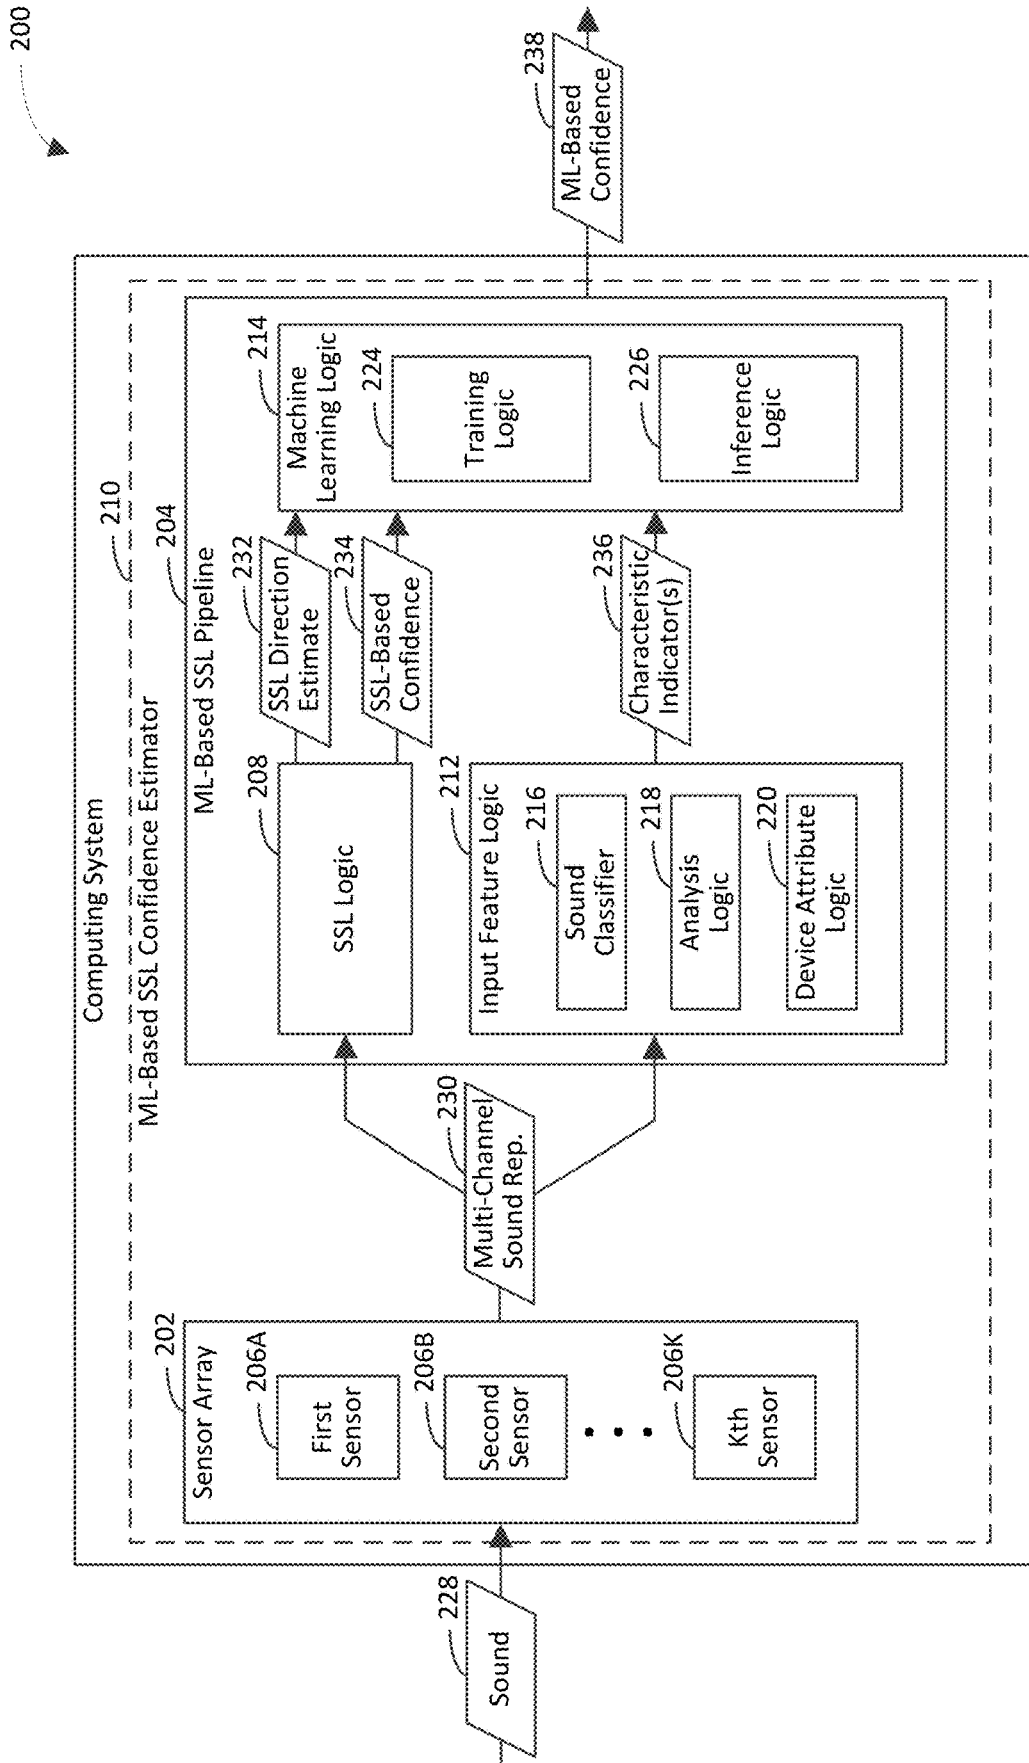 200
Computing System
210
ML-Based SSL Confidence Estimator
204
ML-Based SSL Pipeline
228
Sound
202
Sensor Array
206A
First
Sensor
206B
Second
Sensor
206K
Kth
Sensor
230
Multi-Channel
Sound Rep.
208
SSL Logic
212
Input Feature Logic
216
Sound
Classifier
218
Analysis
Logic
220
Device Attribute
Logic
232
SSL Direction
Estimate
234
SSL-Based
Confidence
236
Characteristic
Indicator(s)
214
Machine
Learning Logic
224
Training
Logic
226
Inference
Logic
238
ML-Based
Confidence